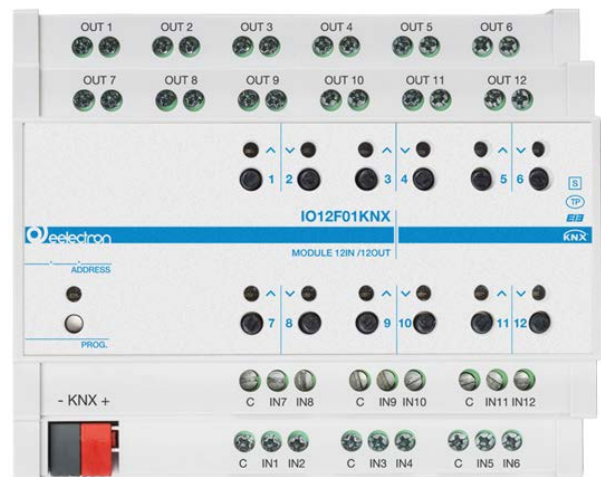 OUT 1 OUT 2 OUT 3 OUT 4 OUT 5 OUT 6
OUT 7 OUT 8 OUT 9 OUT 10 OUT 11 OUT 12
1 2 3 4 5 6
S
TP
EIB
IO12F01KNX
eelectron
KNX
MODULE 12IN /12OUT
ADDRESS
7 8 9 10 11 12
PROG.
C IN7 IN8 C IN9 IN10 C IN11 IN12
- KNX +
C IN1 IN2 C IN3 IN4 C IN5 IN6